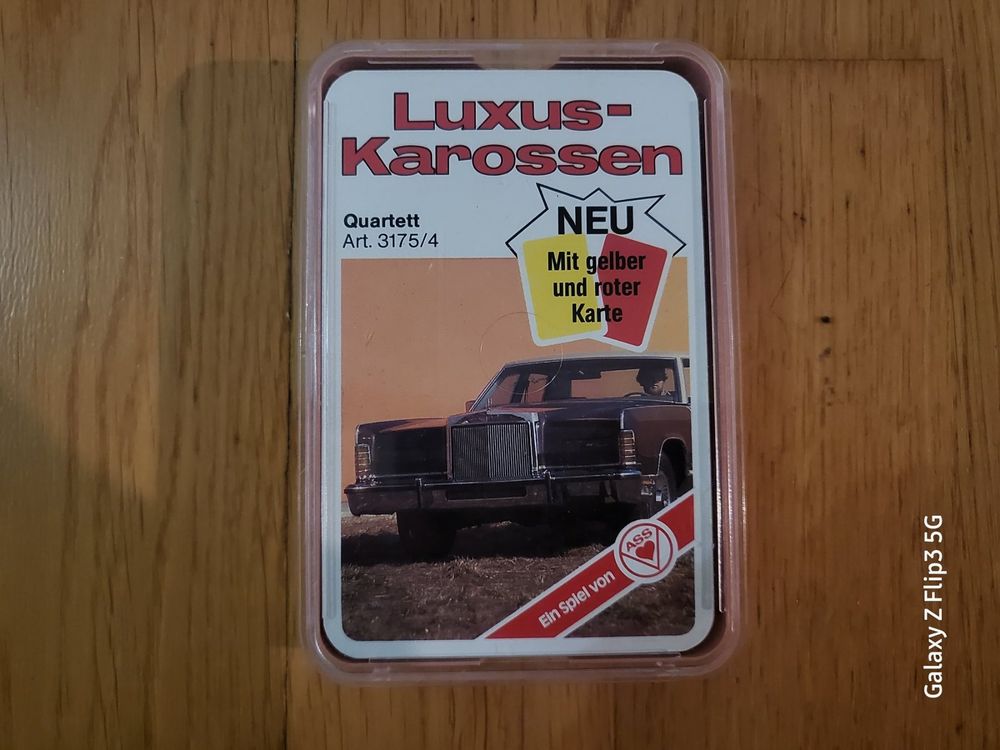 Luxus-
Karossen
Quartett
Art. 3175/4
NEU
Mit gelber
und roter
Karte
Ein Spiel von
ASS
Galaxy Z Flip3 5G